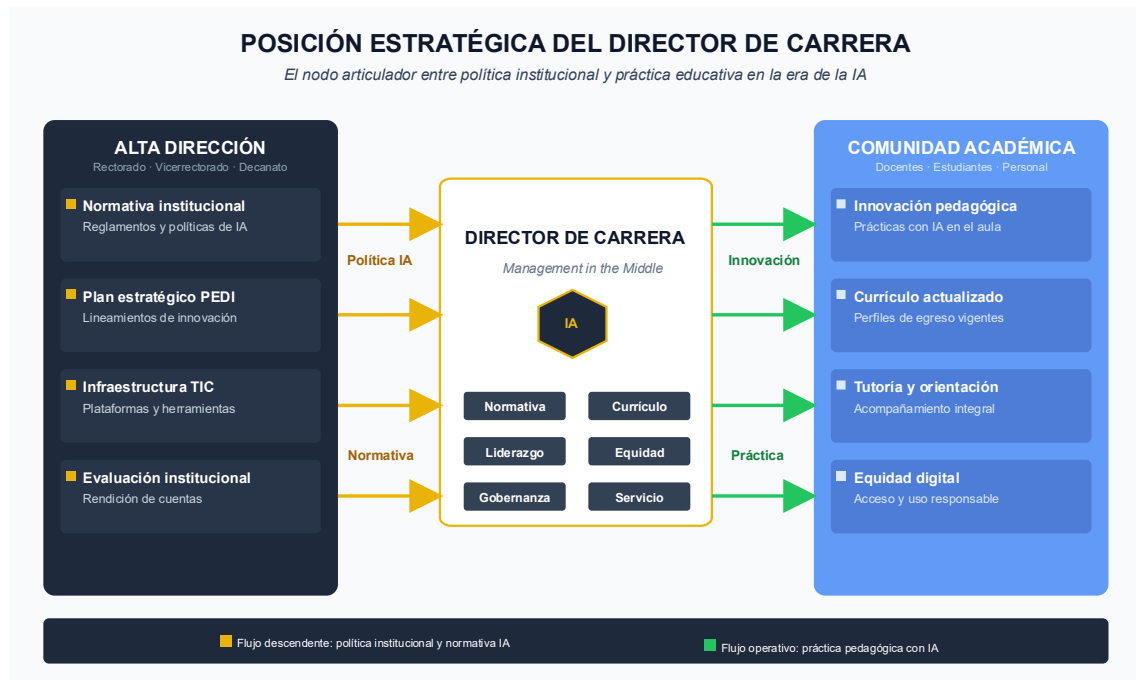 POSICIÓN ESTRATÉGICA DEL DIRECTOR DE CARRERA
El nodo articulador entre política institucional y práctica educativa en la era de la IA
ALTA DIRECCIÓN
Rectorado · Vicerrectorado · Decanato
Normativa institucional
Reglamentos y políticas de IA
Plan estratégico PEDI
Lineamientos de innovación
Infraestructura TIC
Plataformas y herramientas
Evaluación institucional
Rendición de cuentas
Política IA
Normativa
DIRECTOR DE CARRERA
Management in the Middle
IA
Normativa
Currículo
Liderazgo
Equidad
Gobernanza
Servicio
Innovación
Práctica
COMUNIDAD ACADÉMICA
Docentes · Estudiantes · Personal
Innovación pedagógica
Prácticas con IA en el aula
Currículo actualizado
Perfiles de egreso vigentes
Tutoría y orientación
Acompañamiento integral
Equidad digital
Acceso y uso responsable
Flujo descendente: política institucional y normativa IA
Flujo operativo: práctica pedagógica con IA